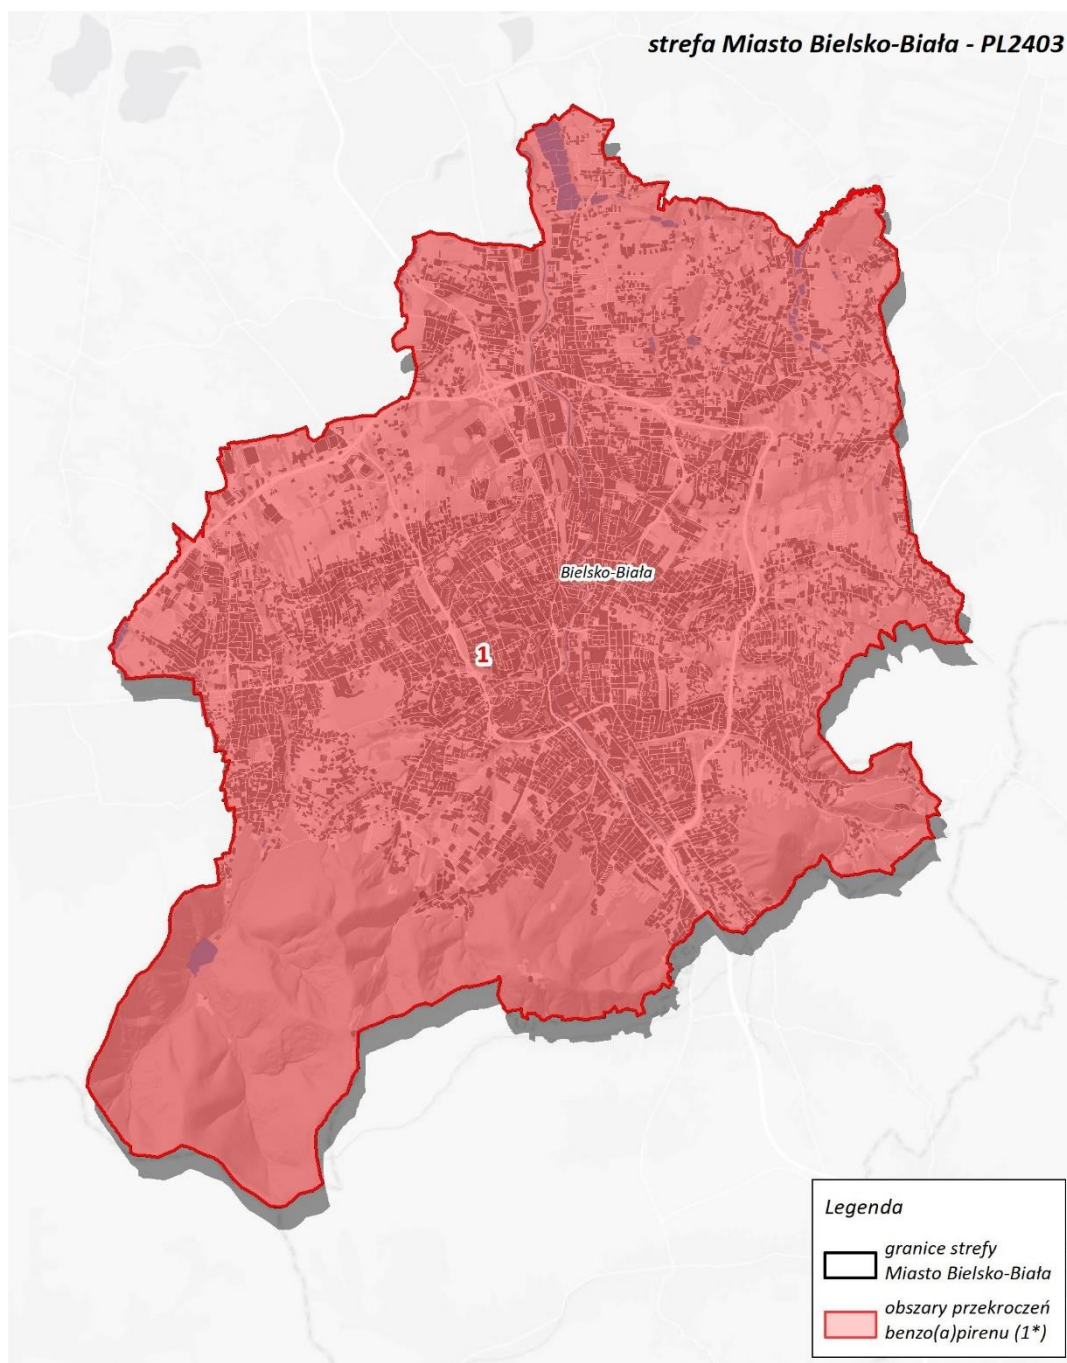 strefa Miasto Bielsko-Biała - PL2403
Bielsko-Biała
1
Legenda
granice strefy
Miasto Bielsko-Biała
obszary przekroczeń
benzo(a)pirenu (1*)